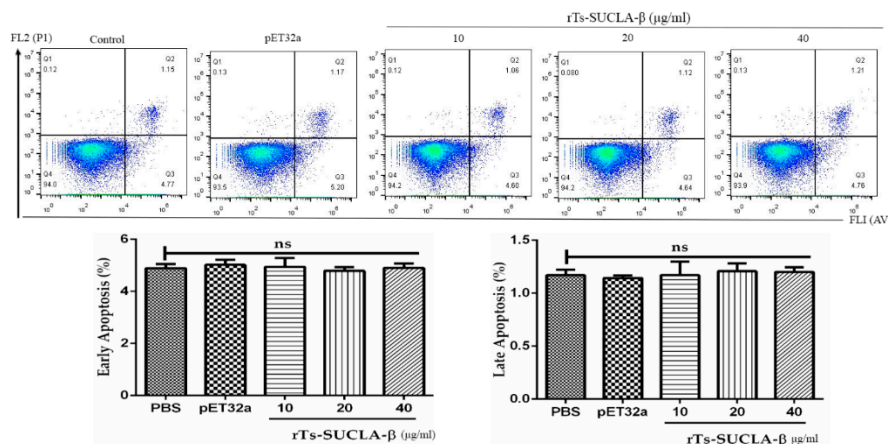 rTs-SUCLA-β (μg/ml)
FL2 (P1)
Control
pET32a
10
20
40
Q1
0.12
Q2
1.15
Q4
94.0
Q3
4.77
Q1
0.13
Q2
1.17
Q4
93.5
Q3
5.20
Q1
0.12
Q2
1.06
Q4
94.2
Q3
4.60
Q1
0.080
Q2
1.12
Q4
94.2
Q3
4.64
Q1
0.13
Q2
1.21
Q4
93.9
Q3
4.76
FLI (AV
ns
Early Apoptosis (%)
6
4
2
0
PBS
pET32a
10
20
40
rTs-SUCLA-β (μg/ml)
ns
Late Apoptosis (%)
1.5
1.0
0.5
0.0
PBS
pET32a
10
20
40
rTs-SUCLA-β (μg/ml)